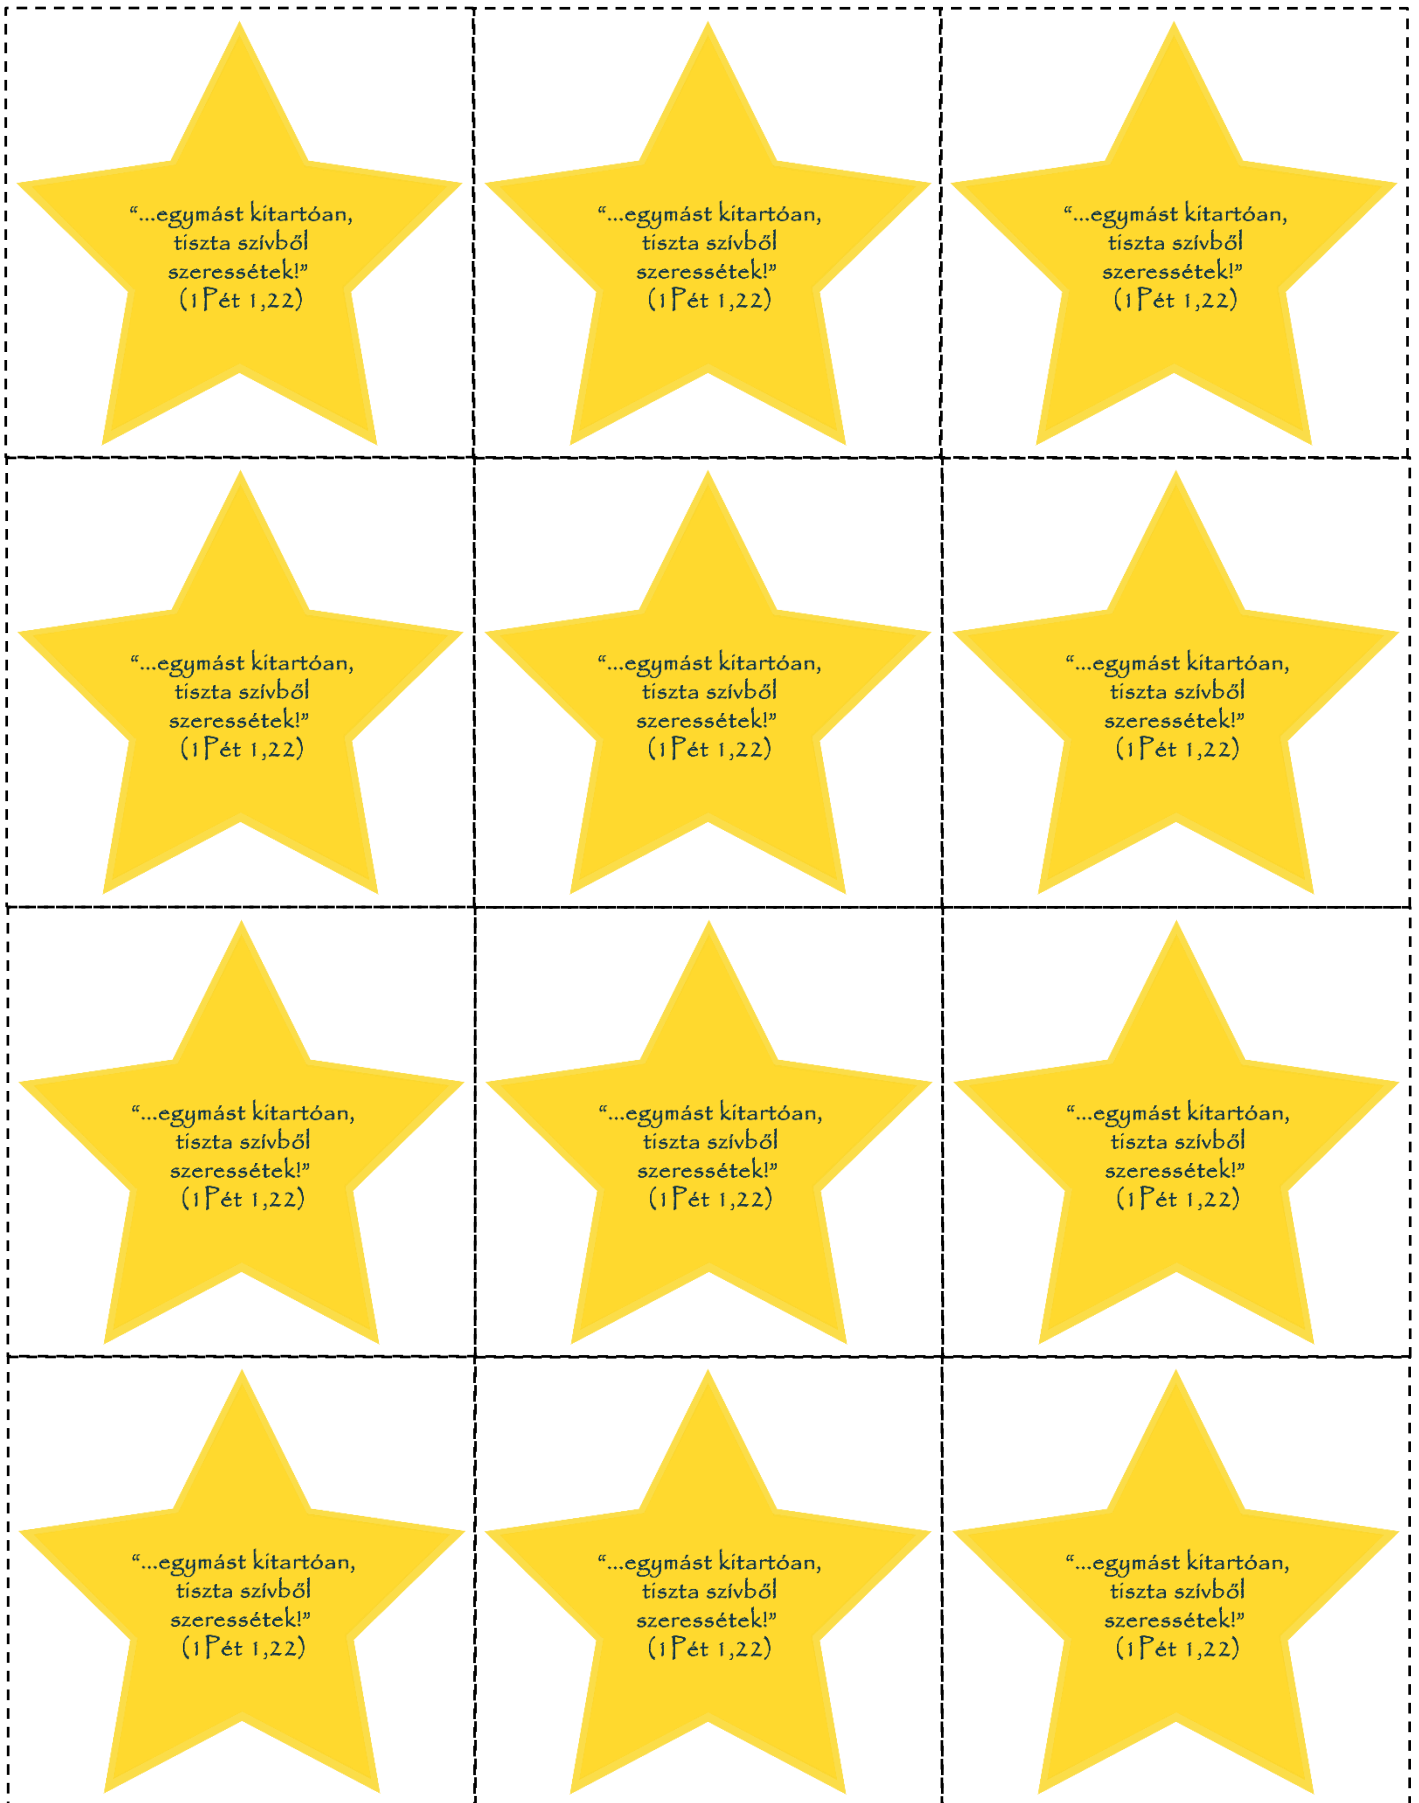 “...egymást kitartóan,
tiszta szívből
szeressétek!”
(1Pét 1,22)
“...egymást kitartóan,
tiszta szívből
szeressétek!”
(1Pét 1,22)
“...egymást kitartóan,
tiszta szívből
szeressétek!”
(1Pét 1,22)
“...egymást kitartóan,
tiszta szívből
szeressétek!”
(1Pét 1,22)
“...egymást kitartóan,
tiszta szívből
szeressétek!”
(1Pét 1,22)
“...egymást kitartóan,
tiszta szívből
szeressétek!”
(1Pét 1,22)
“...egymást kitartóan,
tiszta szívből
szeressétek!”
(1Pét 1,22)
“...egymást kitartóan,
tiszta szívből
szeressétek!”
(1Pét 1,22)
“...egymást kitartóan,
tiszta szívből
szeressétek!”
(1Pét 1,22)
“...egymást kitartóan,
tiszta szívből
szeressétek!”
(1Pét 1,22)
“...egymást kitartóan,
tiszta szívből
szeressétek!”
(1Pét 1,22)
“...egymást kitartóan,
tiszta szívből
szeressétek!”
(1Pét 1,22)